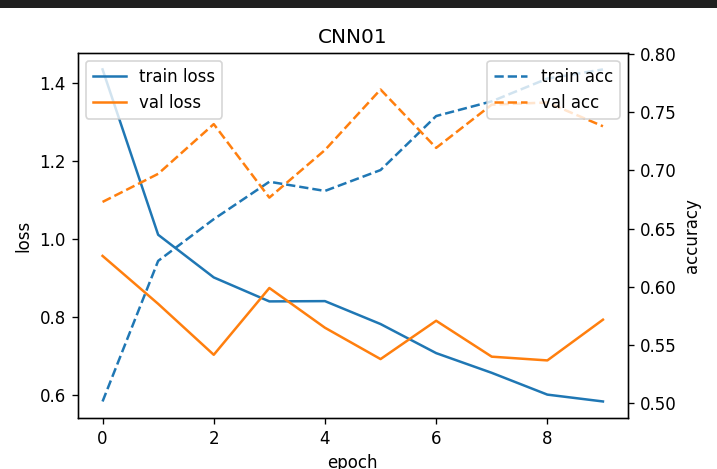 CNN01
train loss
val loss
train acc
val acc
1.4
1.2
1.0
0.8
0.6
loss
0.80
0.75
0.70
0.65
0.60
0.55
0.50
accuracy
0 2 4 6 8
epoch